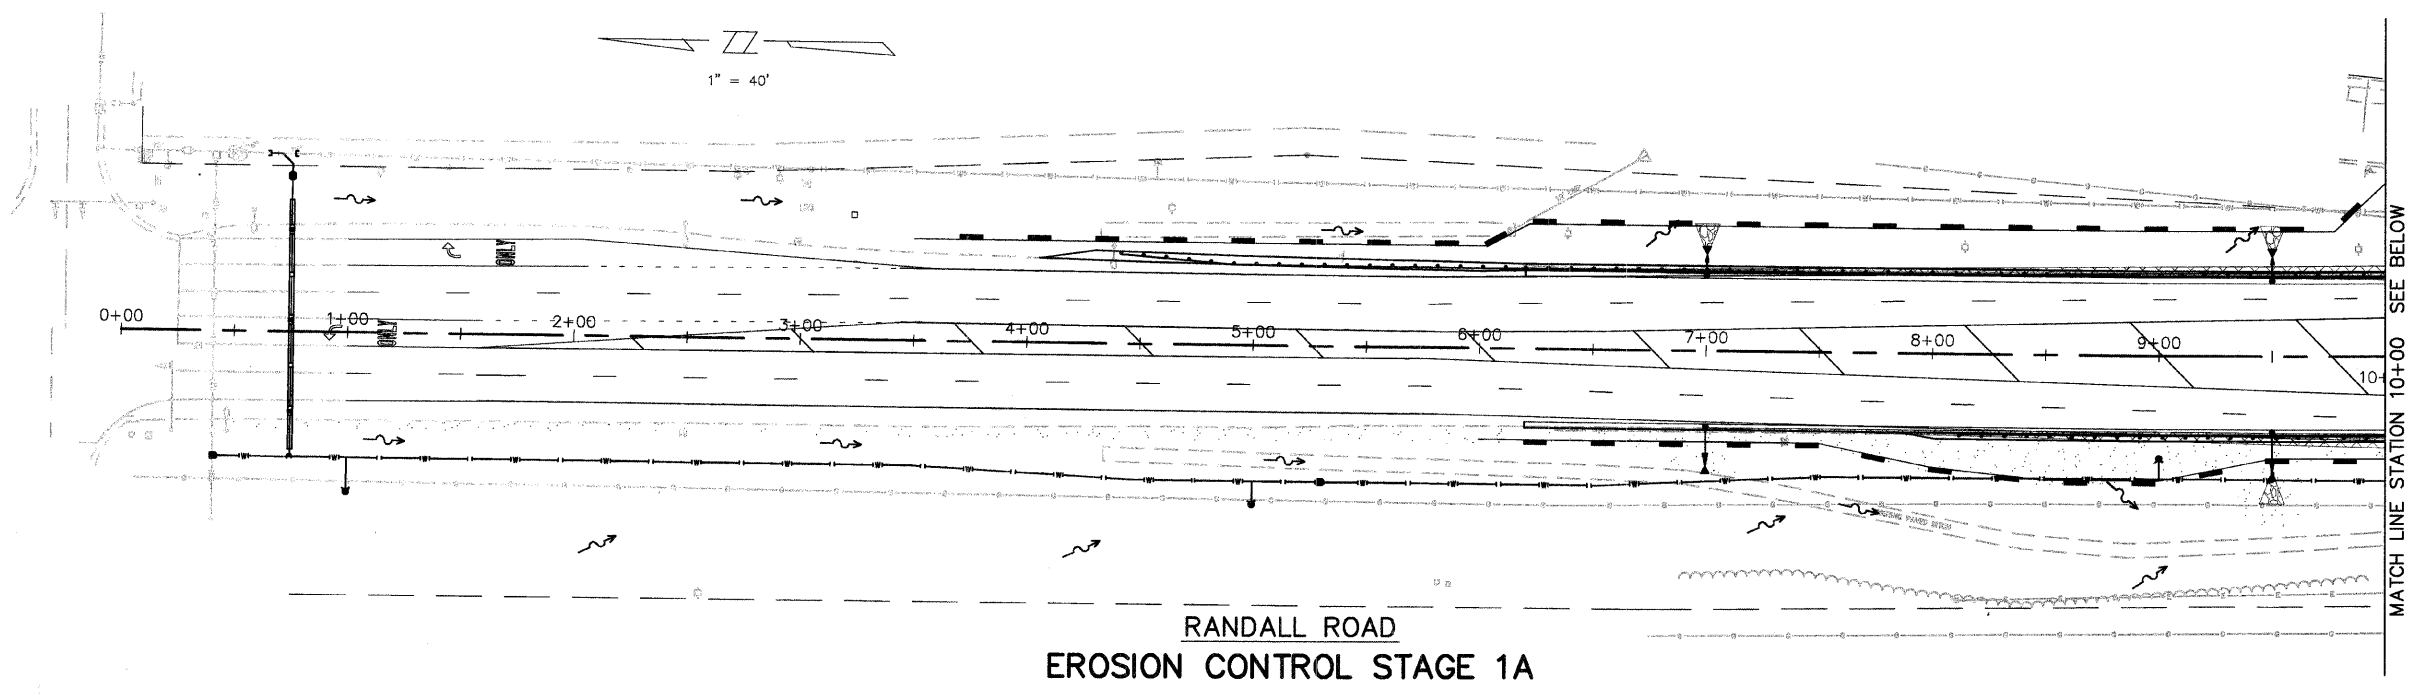 1" = 40'
ONLY
0+00
1+00
2+00
3+00
4+00
5+00
6+00
7+00
8+00
9+00
ONLY
MATCH LINE STATION 10+00 SEE BELOW
RANDALL ROAD
EROSION CONTROL STAGE 1A